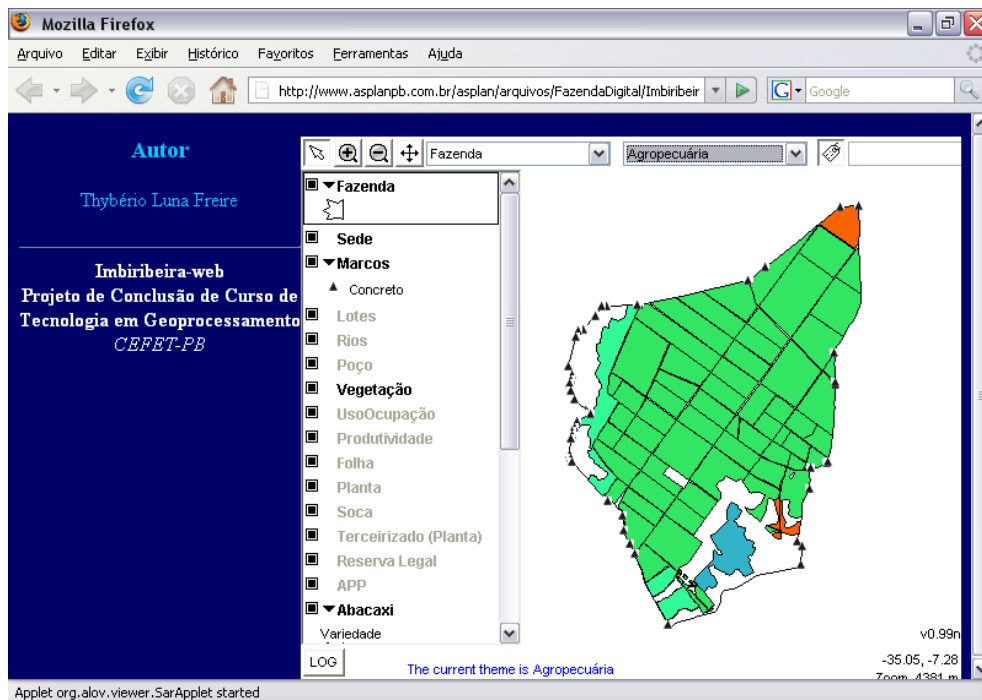 Mozilla Firefox
Arquivo Editar Exibir Histórico Favoritos Ferramentas Ajuda
http://www.asplanpb.com.br/asplan/arquivos/FazendaDigital/Imbiribeir
G Google
Autor
Thybério Luna Freire
Imbiribeira-web
Projeto de Conclusão de Curso de
Tecnologia em Geoprocessamento
CEFET-PB
Fazenda Agropecuária
Fazenda
Sede
Marcos
Concreto
Lotes
Rios
Poço
Vegetação
UsoOcupação
Produtividade
Folha
Planta
Soca
Terceirizado (Planta)
Reserva Legal
APP
Abacaxi
Variedade
LOG
The current theme is Agropecuária
v0.99n
-35.05, -7.28
Zoom 4381 m
Applet org.alov.viewer.SarApplet started